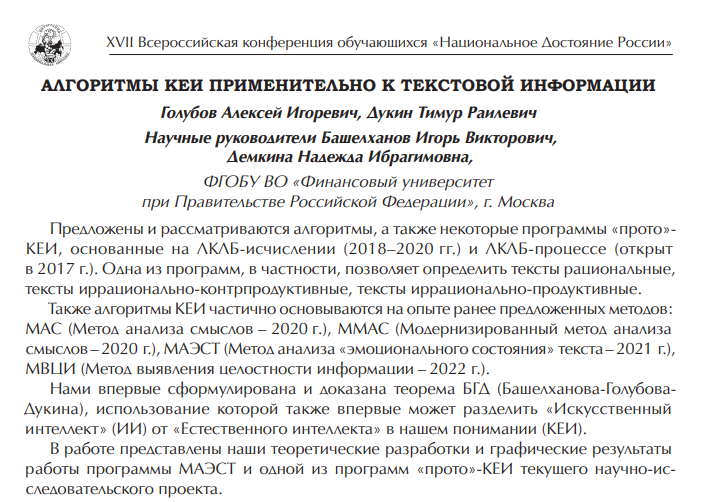 XVII Всероссийская конференция обучающихся «Национальное Достояние России»
АЛГОРИТМЫ КЕИ ПРИМЕНИТЕЛЬНО К ТЕКСТОВОЙ ИНФОРМАЦИИ
Голубов Алексей Игоревич, Дукин Тимур Раилевич
Научные руководители Башелханов Игорь Викторович,
Демкина Надежда Ибрагимовна,
ФГОБУ ВО «Финансовый университет
при Правительстве Российской Федерации», г. Москва
Предложены и рассматриваются алгоритмы, а также некоторые программы «прото»-
КЕИ, основанные на ЛКЛБ-исчислении (2018–2020 гг.) и ЛКЛБ-процессе (открыт
в 2017 г.). Одна из программ, в частности, позволяет определить тексты рациональные,
тексты иррационально-контрпродуктивные, тексты иррационально-продуктивные.
Также алгоритмы КЕИ частично основываются на опыте ранее предложенных методов:
МАС (Метод анализа смыслов – 2020 г.), ММАС (Модернизированный метод анализа
смыслов – 2020 г.), МАЭСТ (Метод анализа «эмоционального состояния» текста – 2021 г.),
МВЦИ (Метод выявления целостности информации – 2022 г.).
Нами впервые сформулирована и доказана теорема БГД (Башелханова-Голубова-
Дукина), использование которой также впервые может разделить «Искусственный
интеллект» (ИИ) от «Естественного интеллекта» в нашем понимании (КЕИ).
В работе представлены наши теоретические разработки и графические результаты
работы программы МАЭСТ и одной из программ «прото»-КЕИ текущего научно-ис-
следовательского проекта.